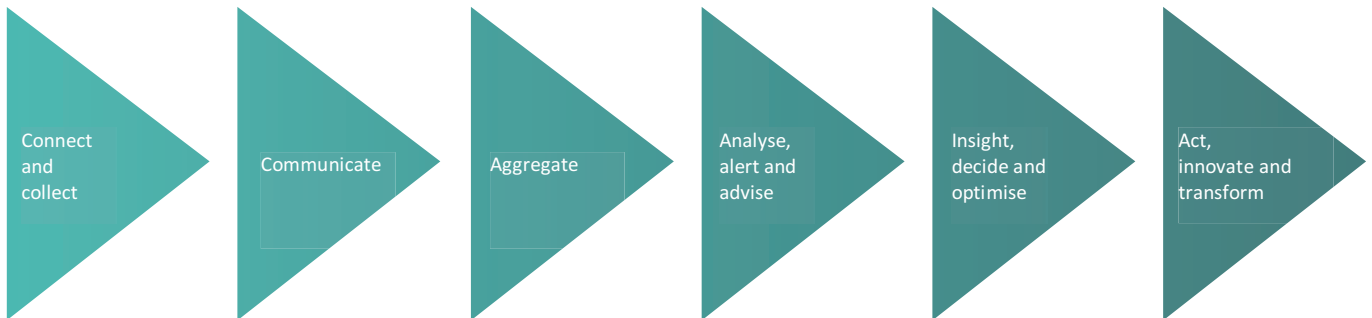 Connect
and
collect
Communicate
Aggregate
Analyse,
alert and
advise
Insight,
decide and
optimise
Act,
innovate and
transform